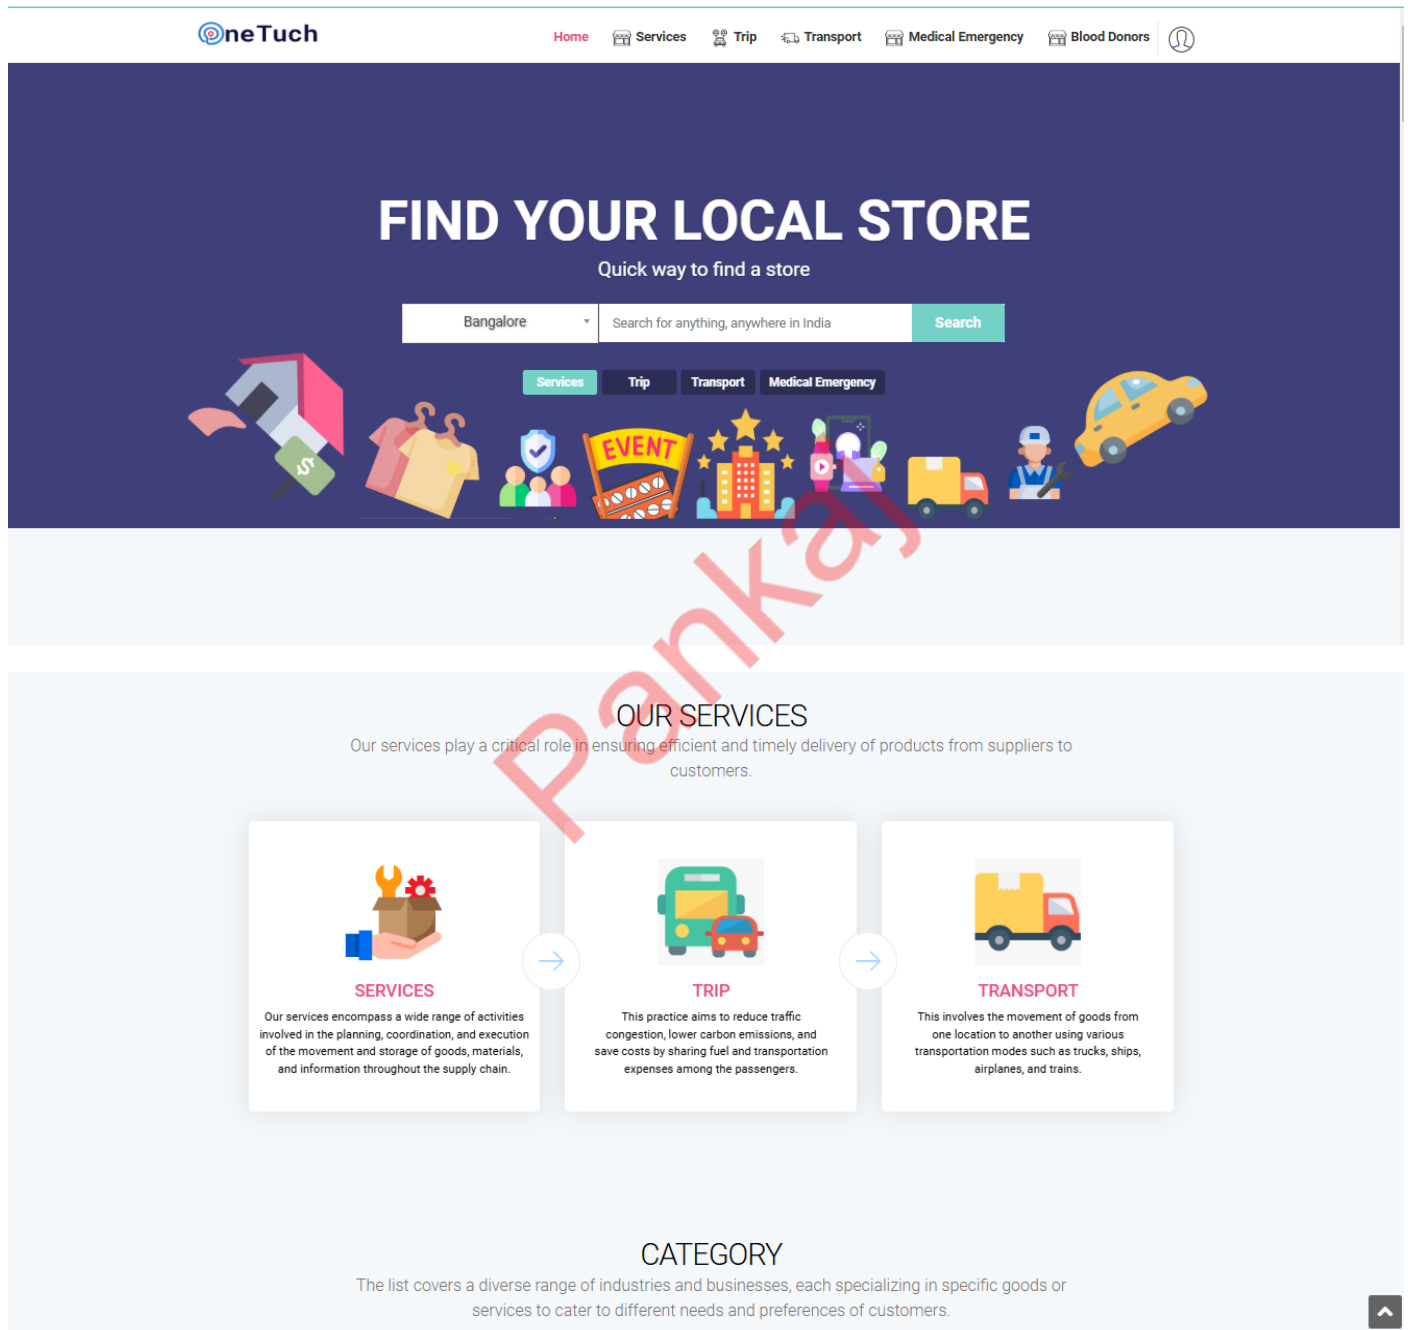 OneTuch
Home Services Trip Transport Medical Emergency Blood Donors
FIND YOUR LOCAL STORE
Quick way to find a store
Bangalore Search for anything, anywhere in India Search
Services Trip Transport Medical Emergency
EVENT
$
Pankaj
OUR SERVICES
Our services play a critical role in ensuring efficient and timely delivery of products from suppliers to
customers.
SERVICES
Our services encompass a wide range of activities
involved in the planning, coordination, and execution
of the movement and storage of goods, materials,
and information throughout the supply chain.
TRIP
This practice aims to reduce traffic
congestion, lower carbon emissions, and
save costs by sharing fuel and transportation
expenses among the passengers.
TRANSPORT
This involves the movement of goods from
one location to another using various
transportation modes such as trucks, ships,
airplanes, and trains.
CATEGORY
The list covers a diverse range of industries and businesses, each specializing in specific goods or
services to cater to different needs and preferences of customers.